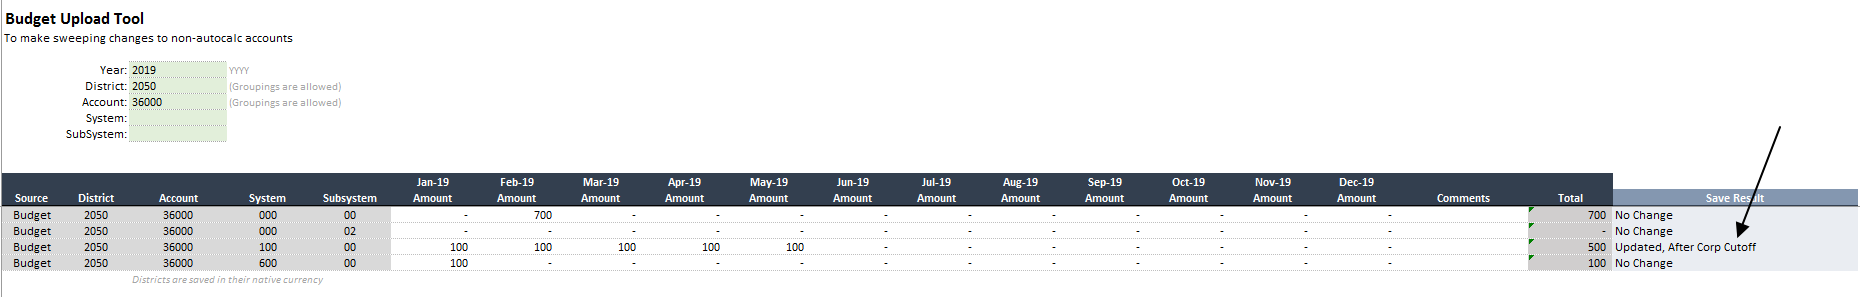 Budget Upload Tool
To make sweeping changes to non-autocalc accounts
Year: 2019 YYYY
District: 2050 (Groupings are allowed)
Account: 36000 (Groupings are allowed)
System:
SubSystem:
Jan-19 Feb-19 Mar-19 Apr-19 May-19 Jun-19 Jul-19 Aug-19 Sep-19 Oct-19 Nov-19 Dec-19
Source District Account System Subsystem Amount Amount Amount Amount Amount Amount Amount Amount Amount Amount Amount Amount Comments Total Save Result
Budget 2050 36000 000 00 - 700 - - - - - - - - - - 700 No Change
Budget 2050 36000 000 02 - - - - - - - - - - - - - No Change
Budget 2050 36000 100 00 100 100 100 100 100 - - - - - - - 500 Updated, After Corp Cutoff
Budget 2050 36000 600 00 100 - - - - - - - - - - - 100 No Change
Districts are saved in their native currency